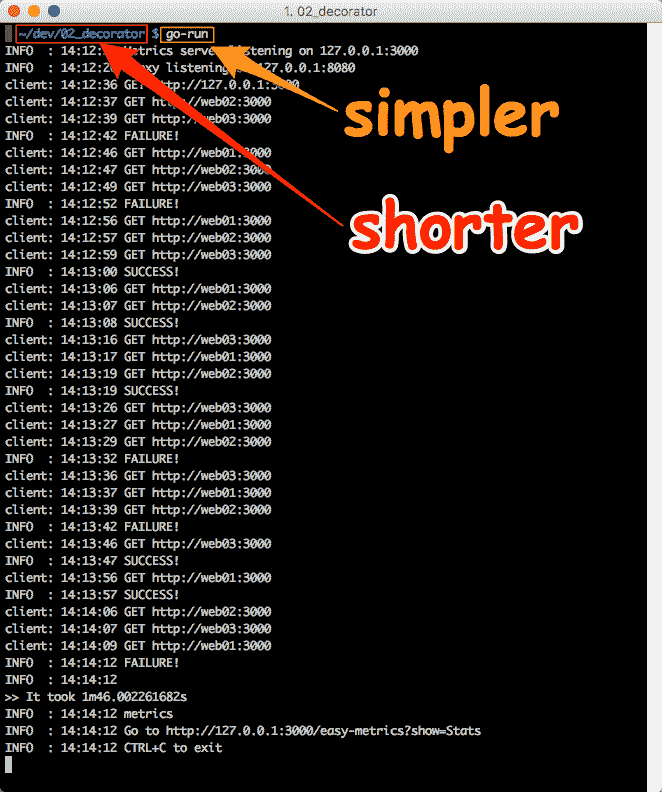 1. 02_decorator
~/dev/02_decorator $ go-run
INFO : 14:12: Metrics server listening on 127.0.0.1:3000
INFO : 14:12:26 listening 127.0.0.1:8080
client: 14:12:36 GET http://127.0.0.1:3000
client: 14:12:37 GET http://web02:3000
client: 14:12:39 GET http://web03:3000
simpler
INFO : 14:12:42 FAILURE!
client: 14:12:46 GET http://web01:3000
client: 14:12:47 GET http://web02:3000
client: 14:12:49 GET http://web03:3000
INFO : 14:12:52 FAILURE!
shorter
client: 14:12:56 GET http://web01:3000
client: 14:12:57 GET http://web02:3000
client: 14:12:59 GET http://web03:3000
INFO : 14:13:00 SUCCESS!
client: 14:13:06 GET http://web01:3000
client: 14:13:07 GET http://web02:3000
INFO : 14:13:08 SUCCESS!
client: 14:13:16 GET http://web03:3000
client: 14:13:17 GET http://web01:3000
client: 14:13:19 GET http://web02:3000
INFO : 14:13:19 SUCCESS!
client: 14:13:26 GET http://web03:3000
client: 14:13:27 GET http://web01:3000
client: 14:13:29 GET http://web02:3000
INFO : 14:13:32 FAILURE!
client: 14:13:36 GET http://web03:3000
client: 14:13:37 GET http://web01:3000
client: 14:13:39 GET http://web02:3000
INFO : 14:13:42 FAILURE!
client: 14:13:46 GET http://web03:3000
INFO : 14:13:47 SUCCESS!
client: 14:13:56 GET http://web01:3000
INFO : 14:13:57 SUCCESS!
client: 14:14:06 GET http://web02:3000
client: 14:14:07 GET http://web03:3000
client: 14:14:09 GET http://web01:3000
INFO : 14:14:12 FAILURE!
INFO : 14:14:12
>> It took 1m46.002261682s
INFO : 14:14:12 metrics
INFO : 14:14:12 Go to http://127.0.0.1:3000/easy-metrics?show=Stats
INFO : 14:14:12 CTRL+C to exit